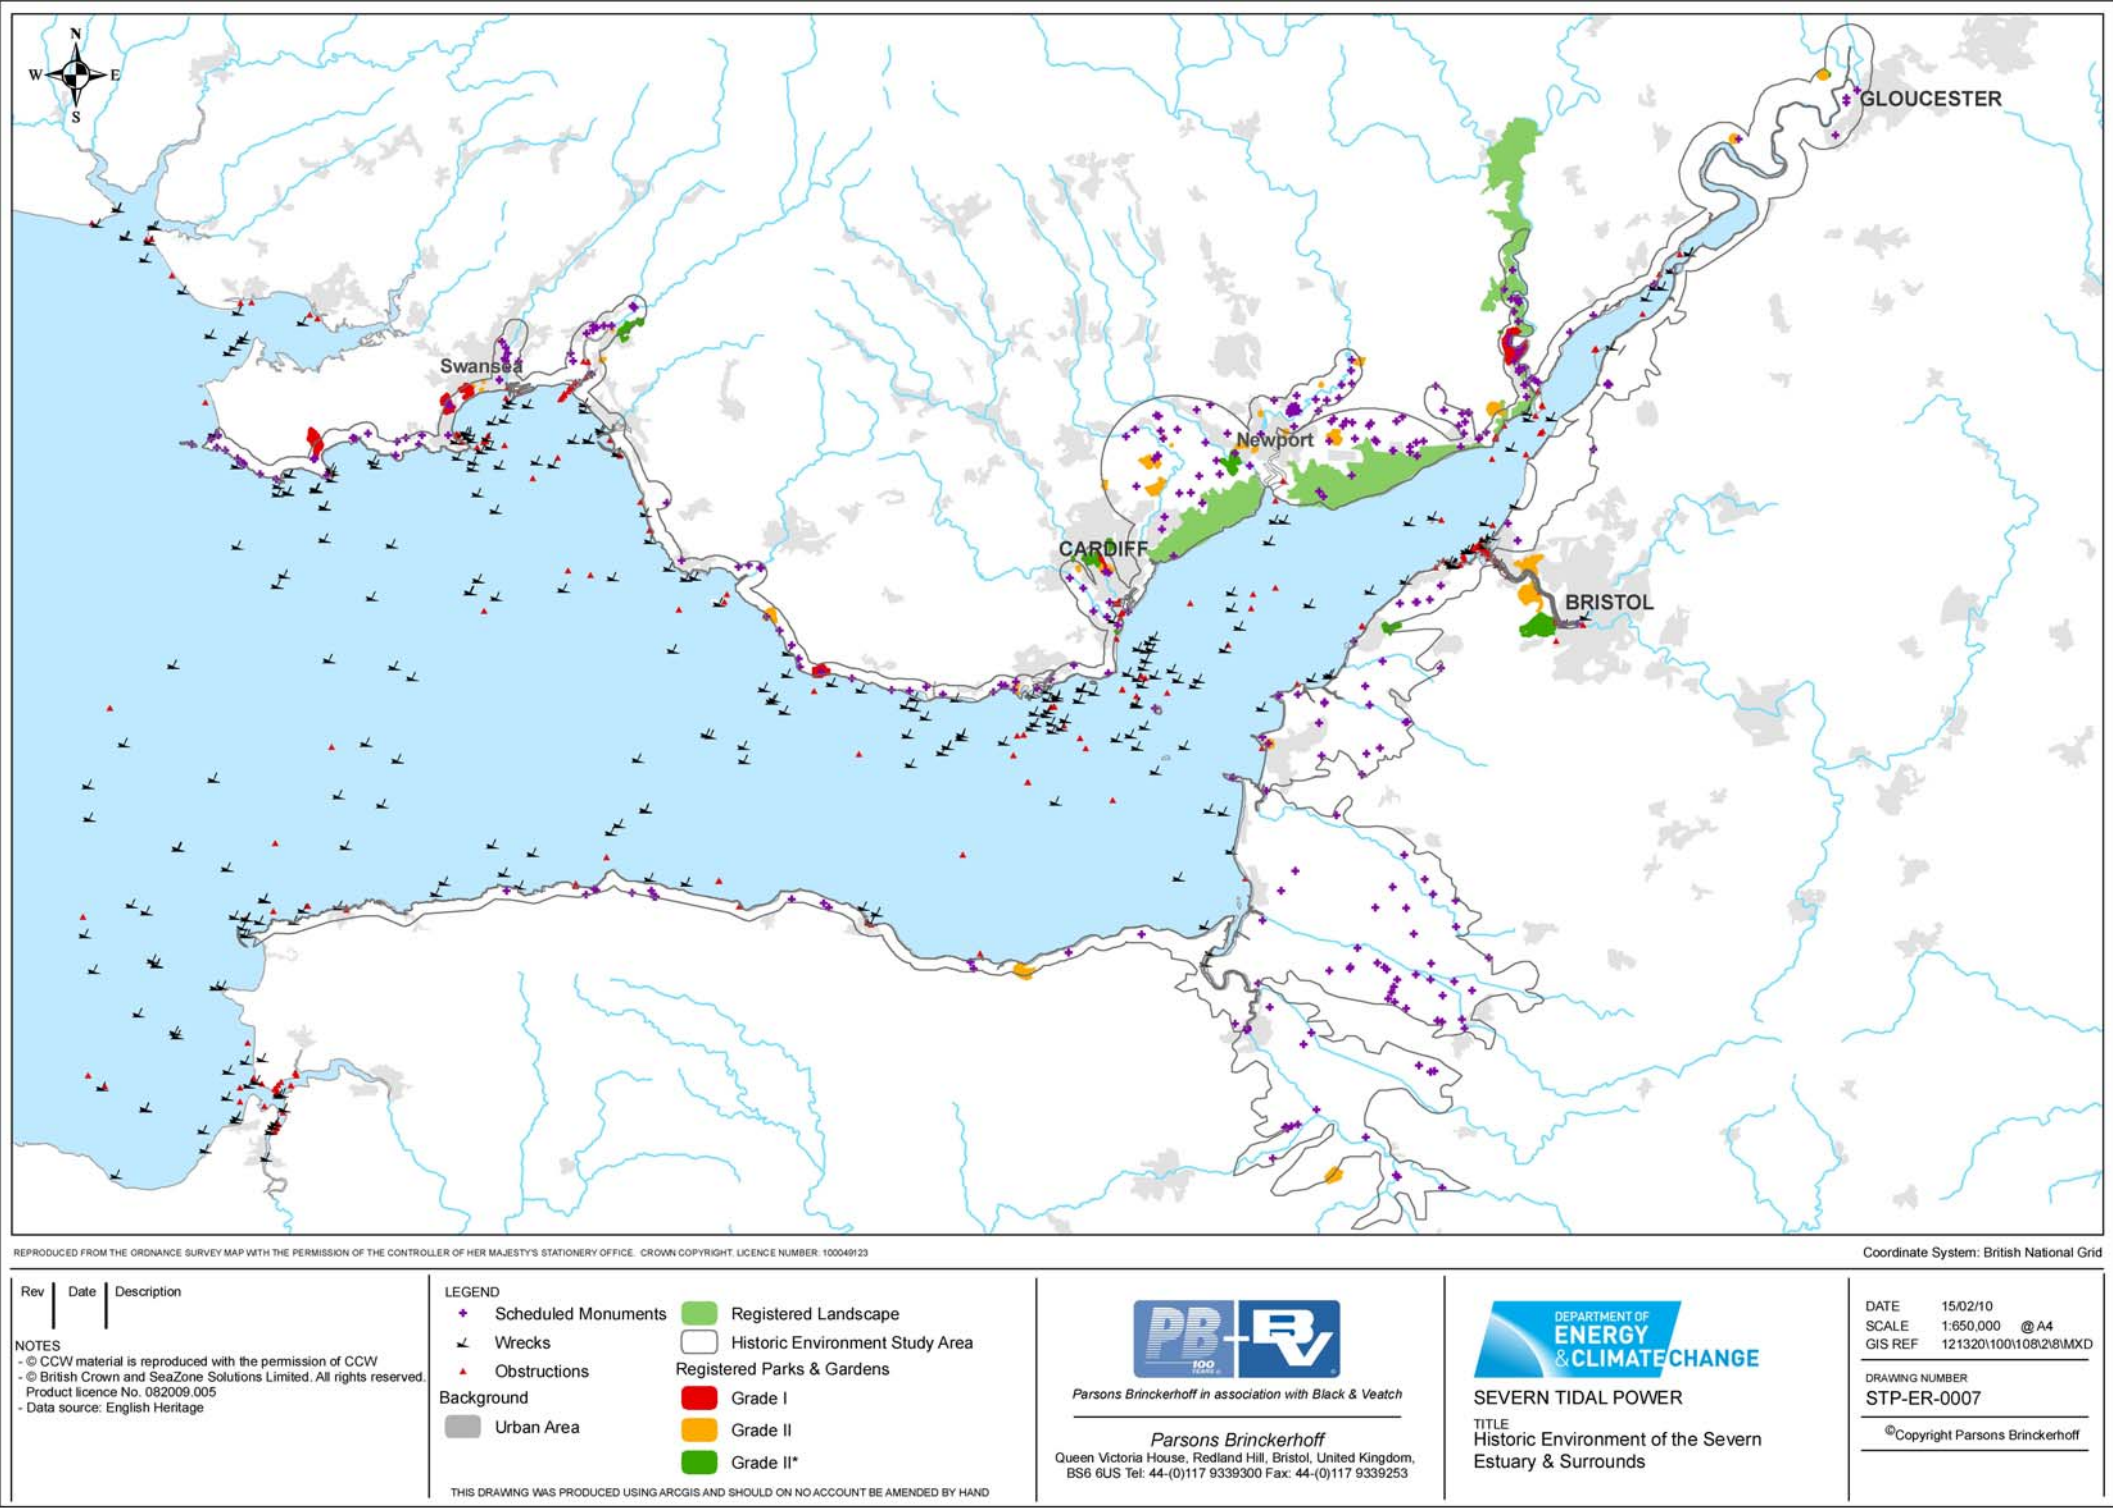 N
W E
S
GLOUCESTER
Swansea
Newport
CARDIFF
BRISTOL
REPRODUCED FROM THE ORDNANCE SURVEY MAP WITH THE PERMISSION OF THE CONTROLLER OF HER MAJESTY'S STATIONERY OFFICE. CROWN COPYRIGHT. LICENCE NUMBER: 100049123
Coordinate System: British National Grid
Rev Date Description
NOTES
- © CCW material is reproduced with the permission of CCW
- © British Crown and SeaZone Solutions Limited. All rights reserved.
Product licence No. 082009.005
- Data source: English Heritage
LEGEND
Scheduled Monuments
Wrecks
Obstructions
Background
Urban Area
Registered Landscape
Historic Environment Study Area
Registered Parks & Gardens
Grade I
Grade II
Grade II*
THIS DRAWING WAS PRODUCED USING ARCGIS AND SHOULD ON NO ACCOUNT BE AMENDED BY HAND
PB+BV
100
YEARS
Parsons Brinckerhoff in association with Black & Veatch
Parsons Brinckerhoff
Queen Victoria House, Redland Hill, Bristol, United Kingdom,
BS6 6US Tel: 44-(0)117 9339300 Fax: 44-(0)117 9339253
DEPARTMENT OF
ENERGY
& CLIMATE CHANGE
SEVERN TIDAL POWER
TITLE
Historic Environment of the Severn
Estuary & Surrounds
DATE 15/02/10
SCALE 1:650,000 @ A4
GIS REF 121320\100\108\2\8\MXD
DRAWING NUMBER
STP-ER-0007
©Copyright Parsons Brinckerhoff